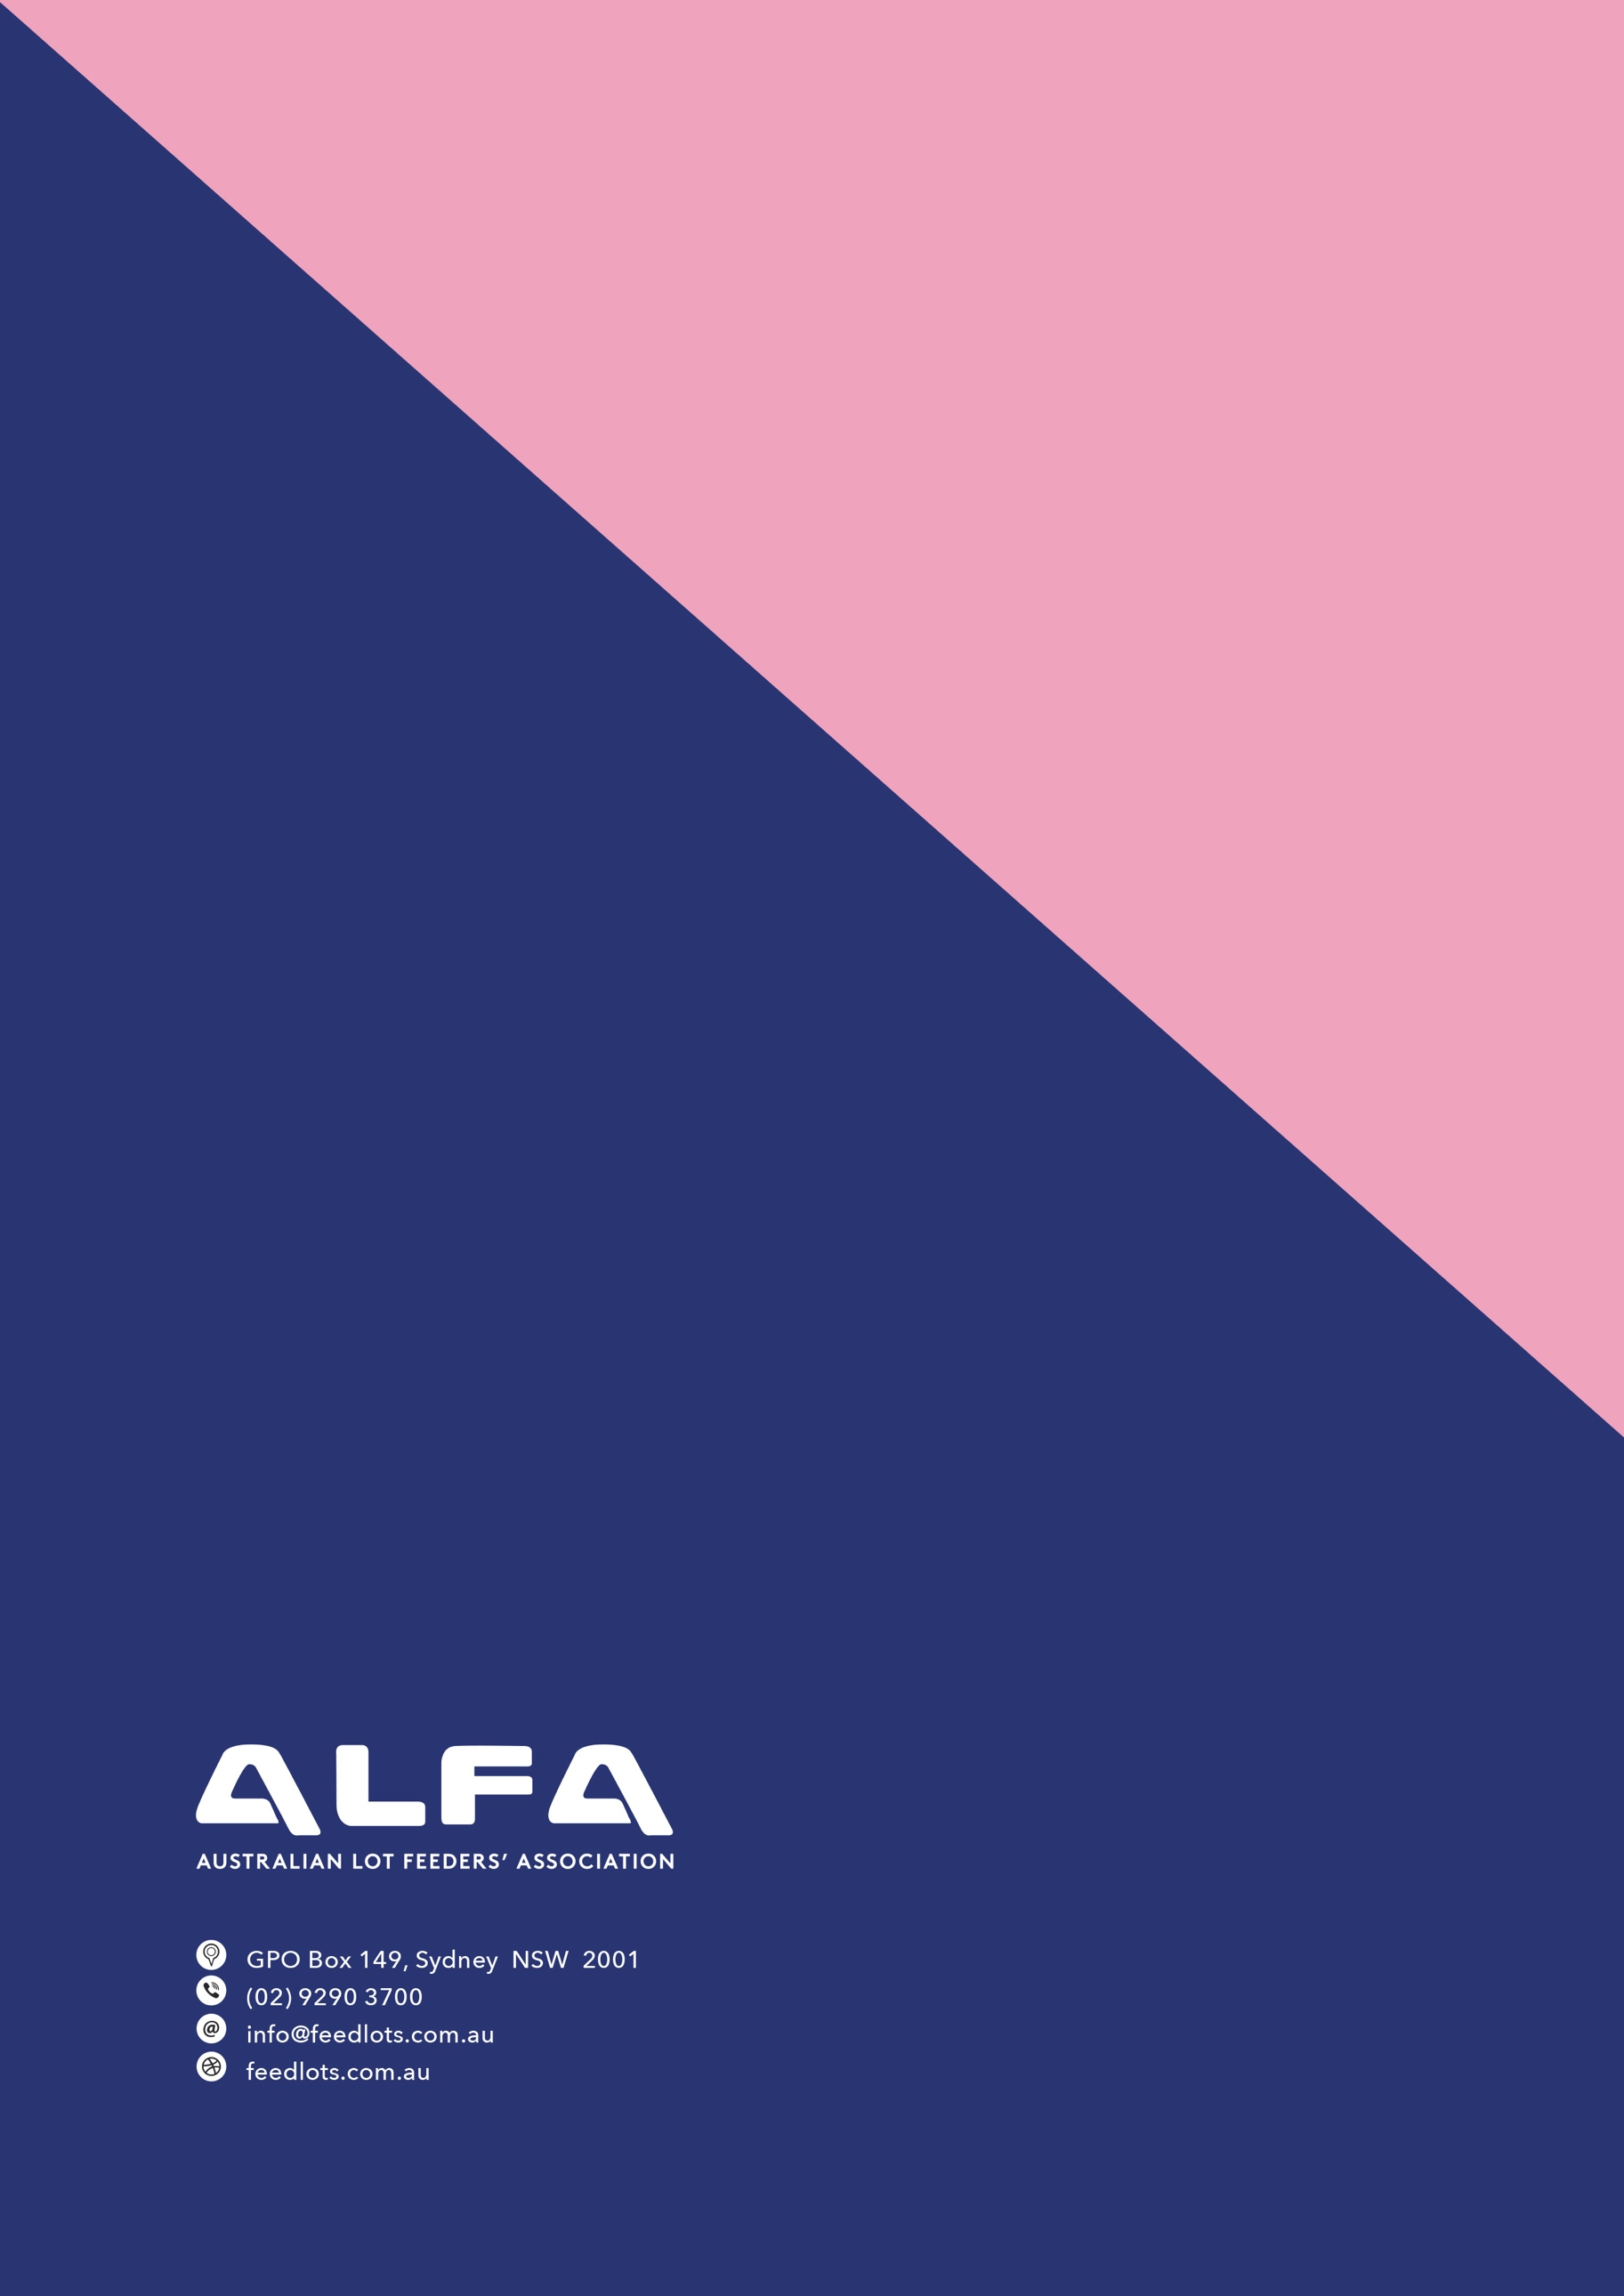 ALFA
AUSTRALIAN LOT FEEDERS’ ASSOCIATION
GPO Box 149, Sydney  NSW  2001
(02) 9290 3700
@ info@feedlots.com.au
feedlots.com.au